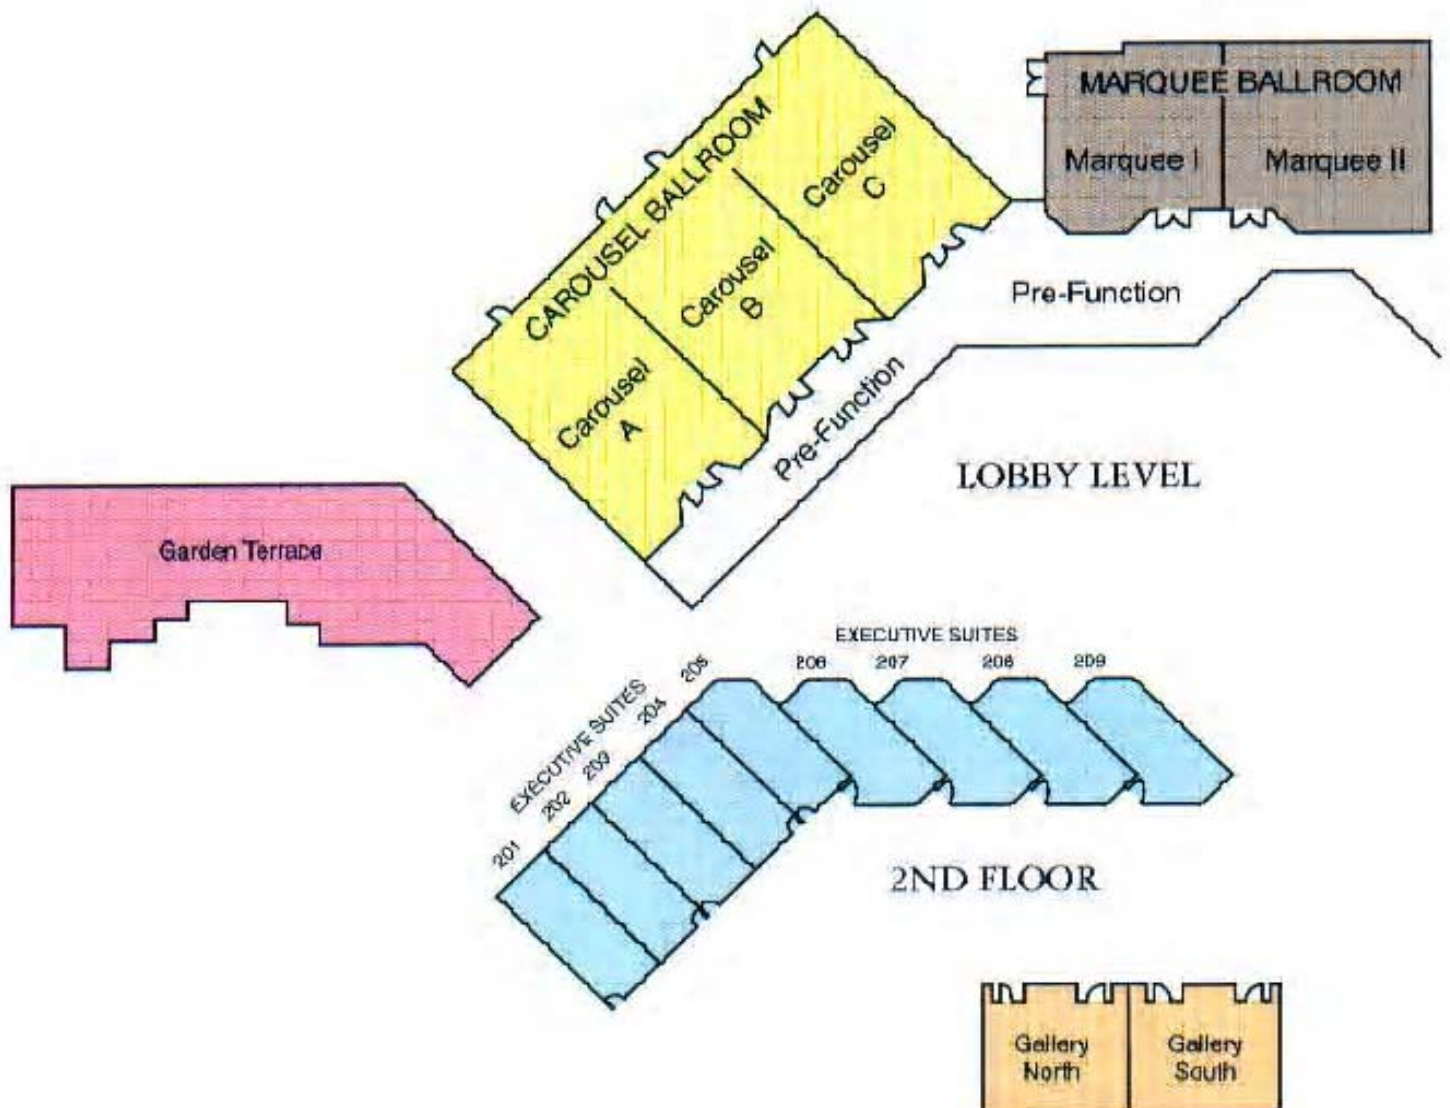 MARQUEE BALLROOM
Marquee I
Marquee II
CAROUSEL BALLROOM
Carousel
C
Carousel
B
Carousel
A
Pre-Function
Pre-Function
LOBBY LEVEL
Garden Terrace
EXECUTIVE SUITES
206
207
208
209
EXECUTIVE SUITES
201
202
203
204
205
2ND FLOOR
Gallery
North
Gallery
South